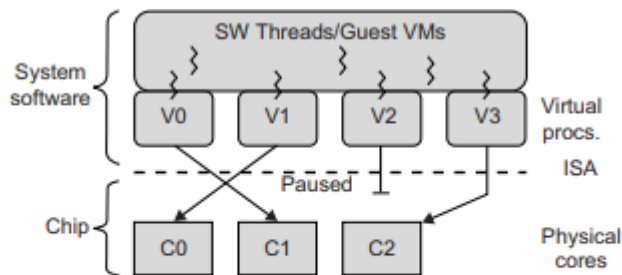 SW Threads/Guest VMs
System
software
V0
V1
V2
V3
Virtual
procs.
ISA
Paused
Chip
C0
C1
C2
Physical
cores